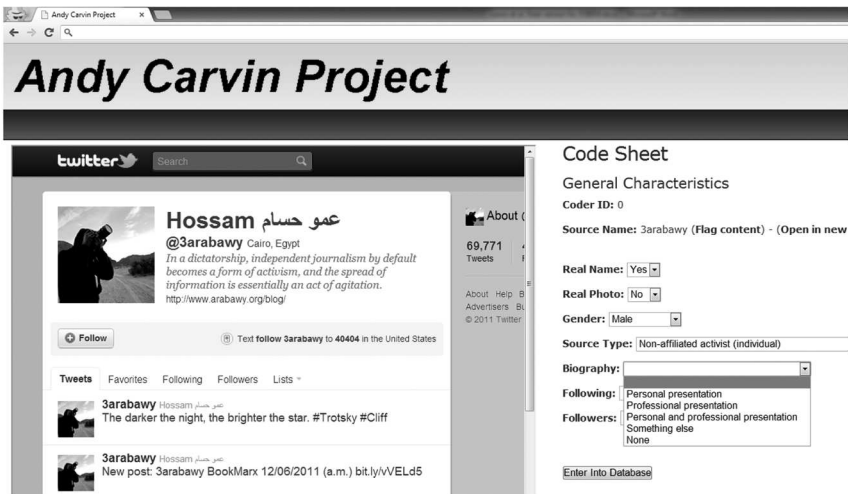 Andy Carvin Project
Andy Carvin Project
twitter
Search
Hossam عمو حسام
@3arabawy Cairo, Egypt
In a dictatorship, independent journalism by default
becomes a form of activism, and the spread of
information is essentially an act of agitation.
http://www.arabawy.org/blog/
Follow
Text follow 3arabawy to 40404 in the United States
Tweets Favorites Following Followers Lists
3arabawy Hossam عمو حسام
The darker the night, the brighter the star. #Trotsky #Cliff
3arabawy Hossam عمو حسام
New post: 3arabawy BookMarx 12/06/2011 (a.m.) bit.ly/vVELd5
About
69,771
Tweets
About Help
Advertisers
© 2011 Twitter
Code Sheet
General Characteristics
Coder ID: 0
Source Name: 3arabawy (Flag content) - (Open in new
Real Name: Yes
Real Photo: No
Gender: Male
Source Type: Non-affiliated activist (individual)
Biography:
Following:
Followers:
Personal presentation
Professional presentation
Personal and professional presentation
Something else
None
Enter Into Database